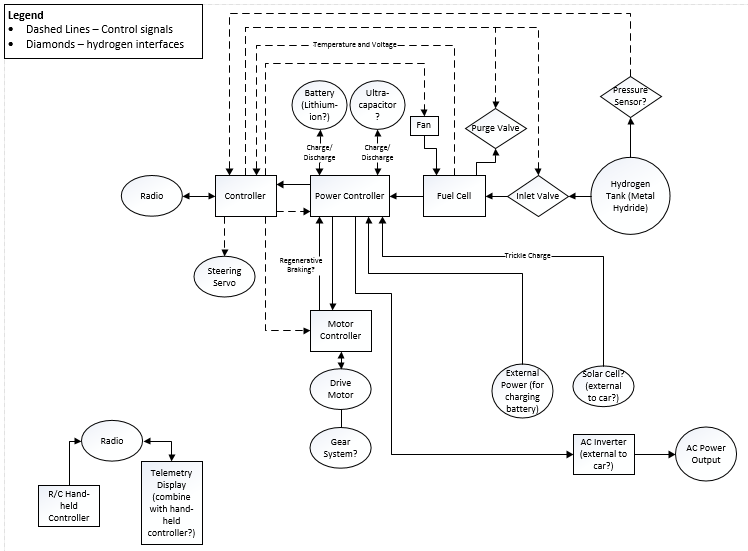 Legend
• Dashed Lines – Control signals
• Diamonds – hydrogen interfaces
Temperature and Voltage
Battery
(Lithium-
ion?)
Ultra-
capacitor
?
Fan
Purge Valve
Pressure
Sensor?
Charge/
Discharge
Charge/
Discharge
Radio
Controller
Power Controller
Fuel Cell
Inlet Valve
Hydrogen
Tank (Metal
Hydride)
Steering
Servo
Regenerative
Braking?
Trickle Charge
Motor
Controller
Drive
Motor
External
Power (for
charging
battery)
Solar Cell?
(external
to car?)
Gear
System?
AC Inverter
(external to
car?)
AC Power
Output
Radio
R/C Hand-
held
Controller
Telemetry
Display
(combine
with hand-
held
controller?)